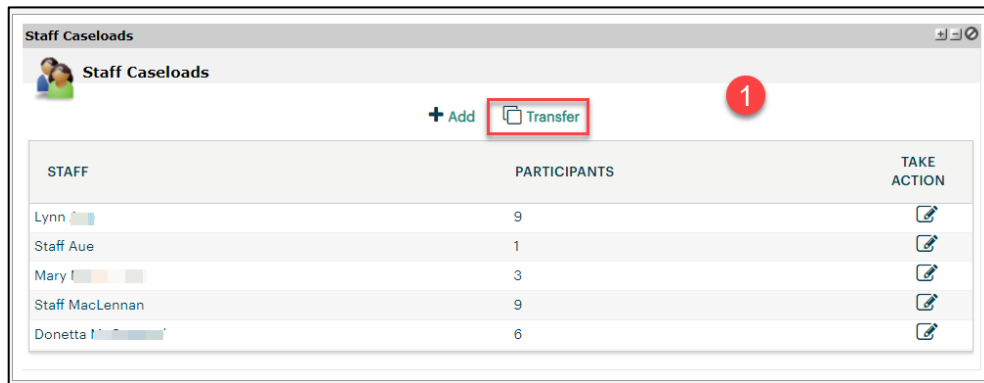 Staff Caseloads
Staff Caseloads
1
+ Add Transfer
STAFF PARTICIPANTS TAKE ACTION
Lynn 9
Staff Aue 1
Mary 3
Staff MacLennan 9
Donetta 6